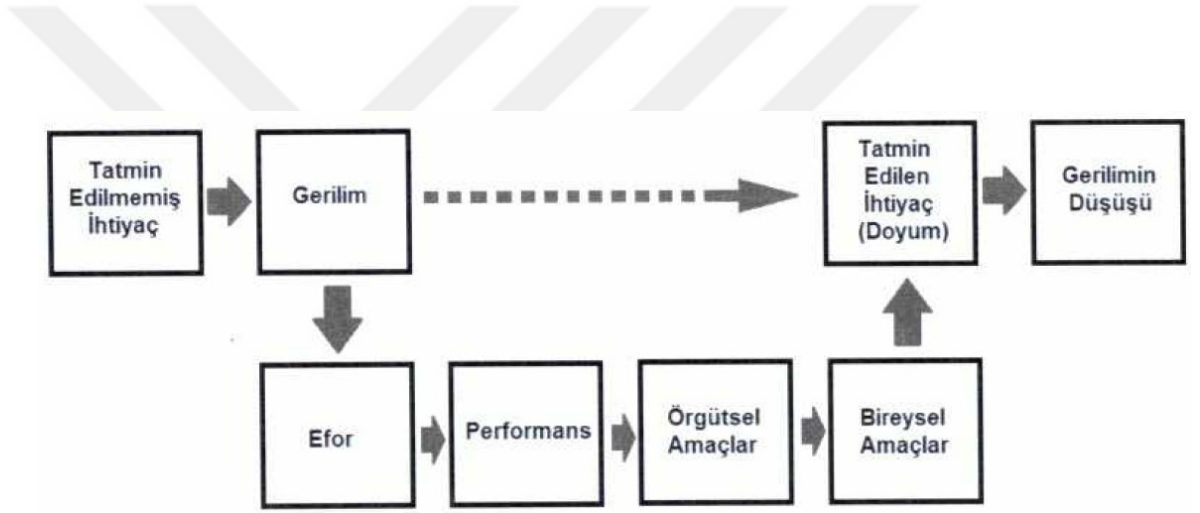 Tatmin
Edilmemiş
İhtiyaç
Gerilim
Tatmin
Edilen
İhtiyaç
(Doyum)
Gerilimin
Düşüşü
Efor
Performans
Örgütsel
Amaçlar
Bireysel
Amaçlar